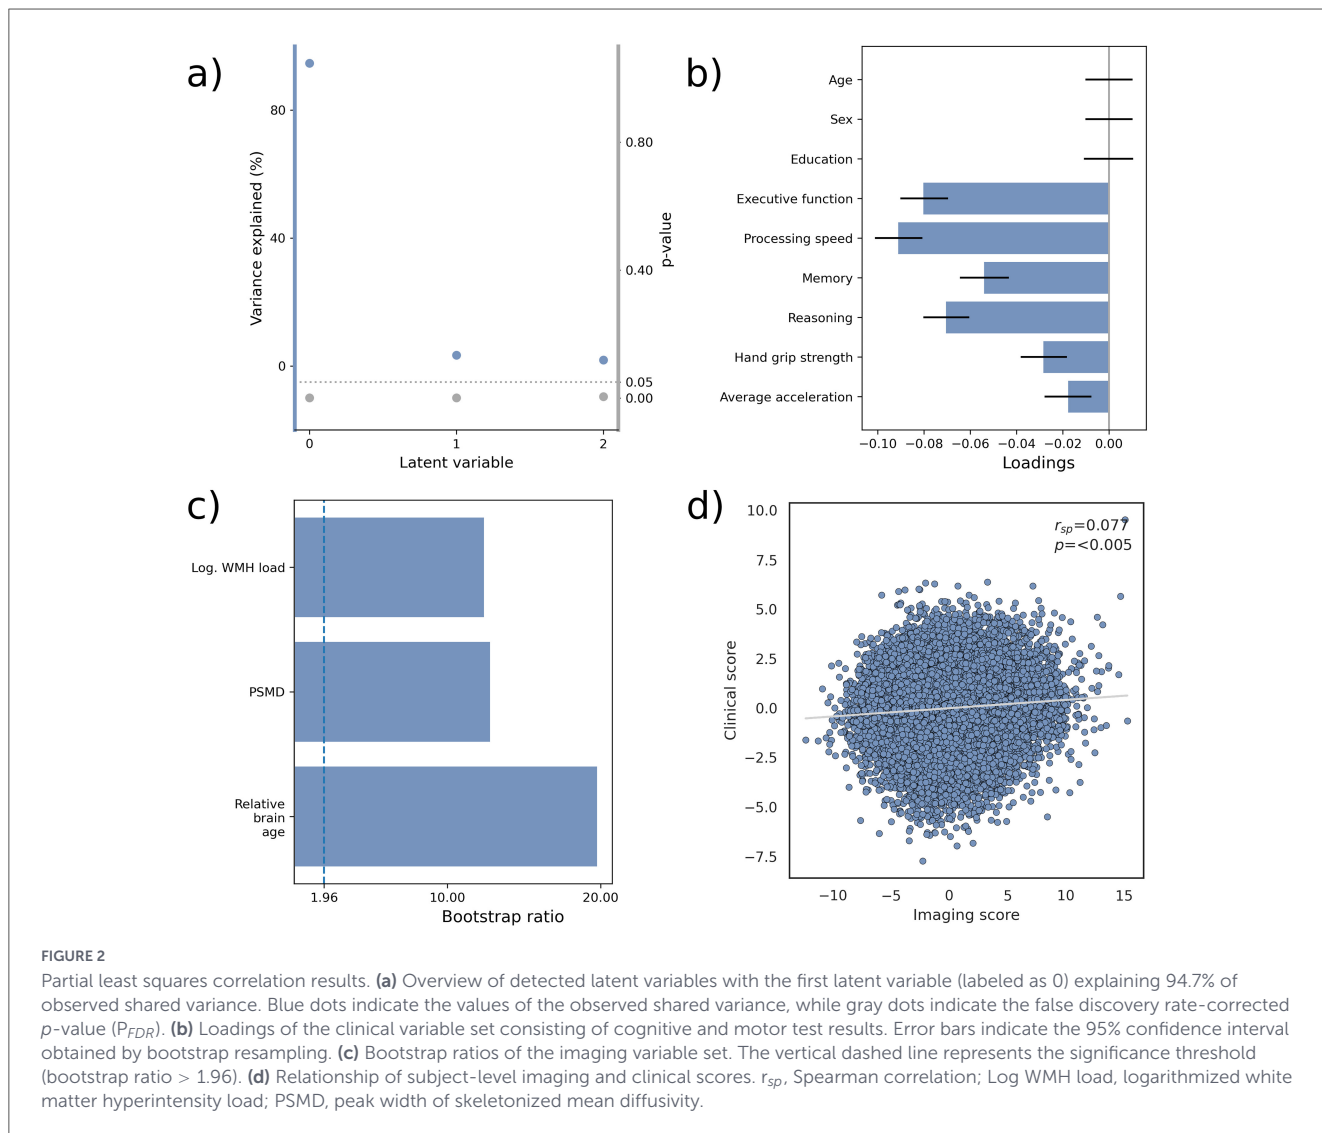 a)
80
40
0
Variance explained (%)
0.80
0.40
0.05
0.00
p-value
0
1
2
Latent variable
b)
Age
Sex
Education
Executive function
Processing speed
Memory
Reasoning
Hand grip strength
Average acceleration
−0.10
−0.08
−0.06
−0.04
−0.02
0.00
Loadings
c)
Log. WMH load
PSMD
Relative
brain
age
1.96
10.00
20.00
Bootstrap ratio
d)
10.0
7.5
5.0
2.5
0.0
−2.5
−5.0
−7.5
Clinical score
rsp=0.077
p=<0.005
−10
−5
0
5
10
15
Imaging score
FIGURE 2
Partial least squares correlation results. (a) Overview of detected latent variables with the first latent variable (labeled as 0) explaining 94.7% of
observed shared variance. Blue dots indicate the values of the observed shared variance, while gray dots indicate the false discovery rate-corrected
p-value (PFDR). (b) Loadings of the clinical variable set consisting of cognitive and motor test results. Error bars indicate the 95% confidence interval
obtained by bootstrap resampling. (c) Bootstrap ratios of the imaging variable set. The vertical dashed line represents the significance threshold
(bootstrap ratio > 1.96). (d) Relationship of subject-level imaging and clinical scores. rsp, Spearman correlation; Log WMH load, logarithmized white
matter hyperintensity load; PSMD, peak width of skeletonized mean diffusivity.